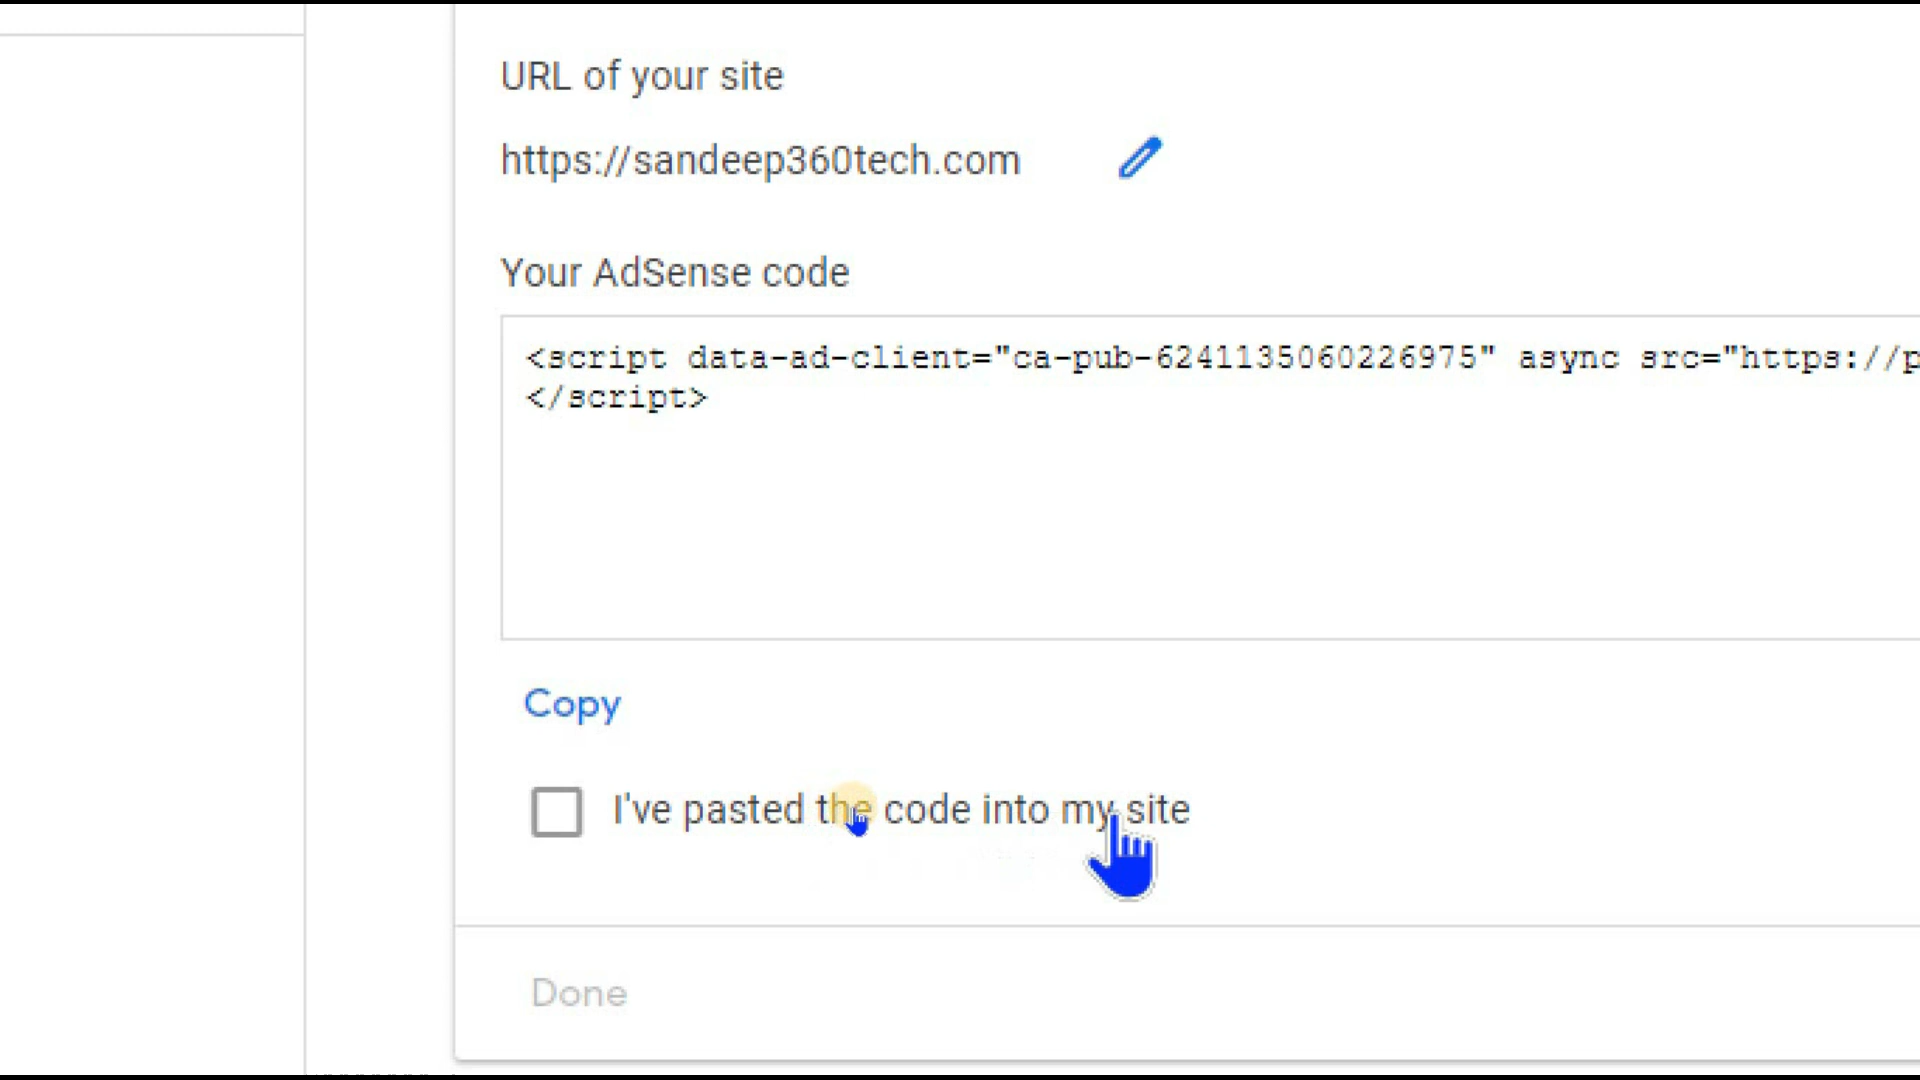 URL of your site
https://sandeep360tech.com
Your AdSense code
<script data-ad-client="ca-pub-6241135060226975" async src="https://p
</script>
Copy
I've pasted the code into my site
Done